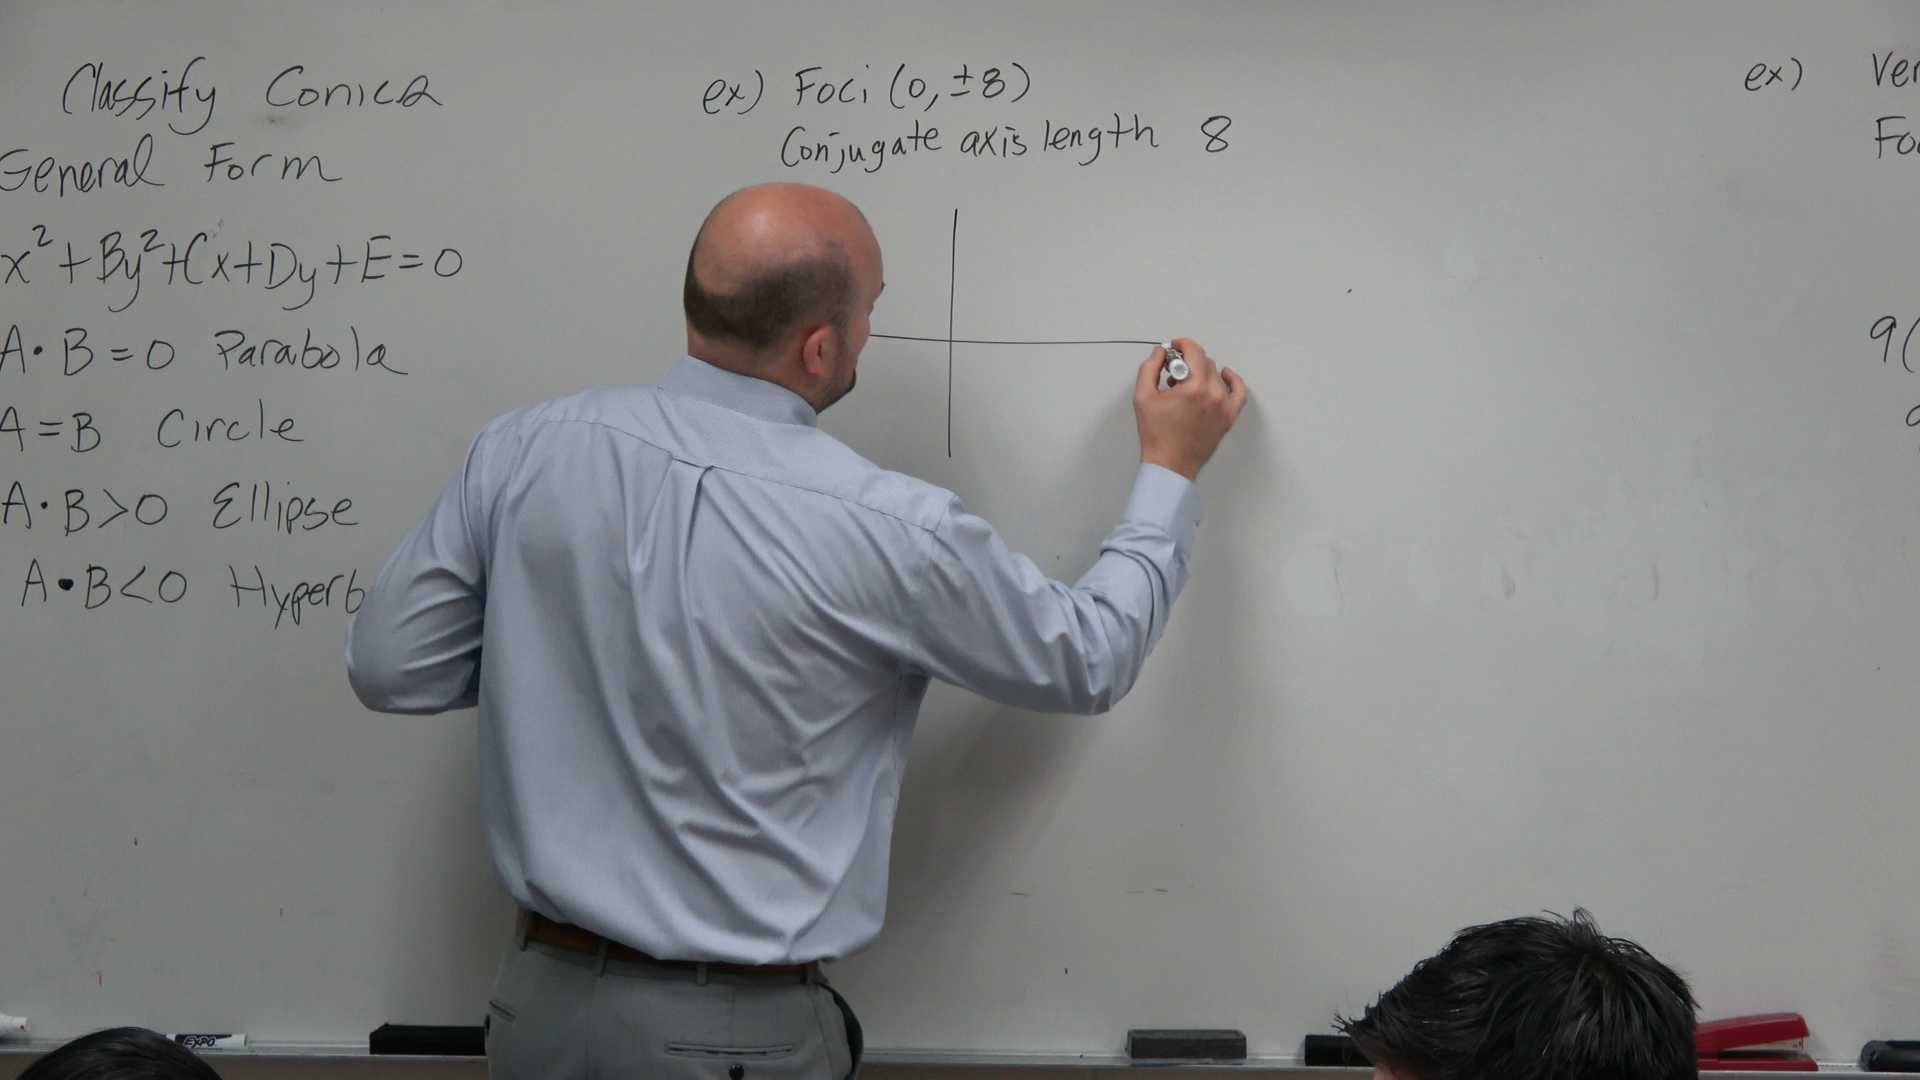 Classify Conics
General Form
x²+By²+Cx+Dy+E=0
A·B=0 Parabola
A=B Circle
A·B>0 Ellipse
A·B<0 Hyperb
ex) Foci (0,±8)
Conjugate axis length 8
ex) Ver
Fo
9(
EXPO